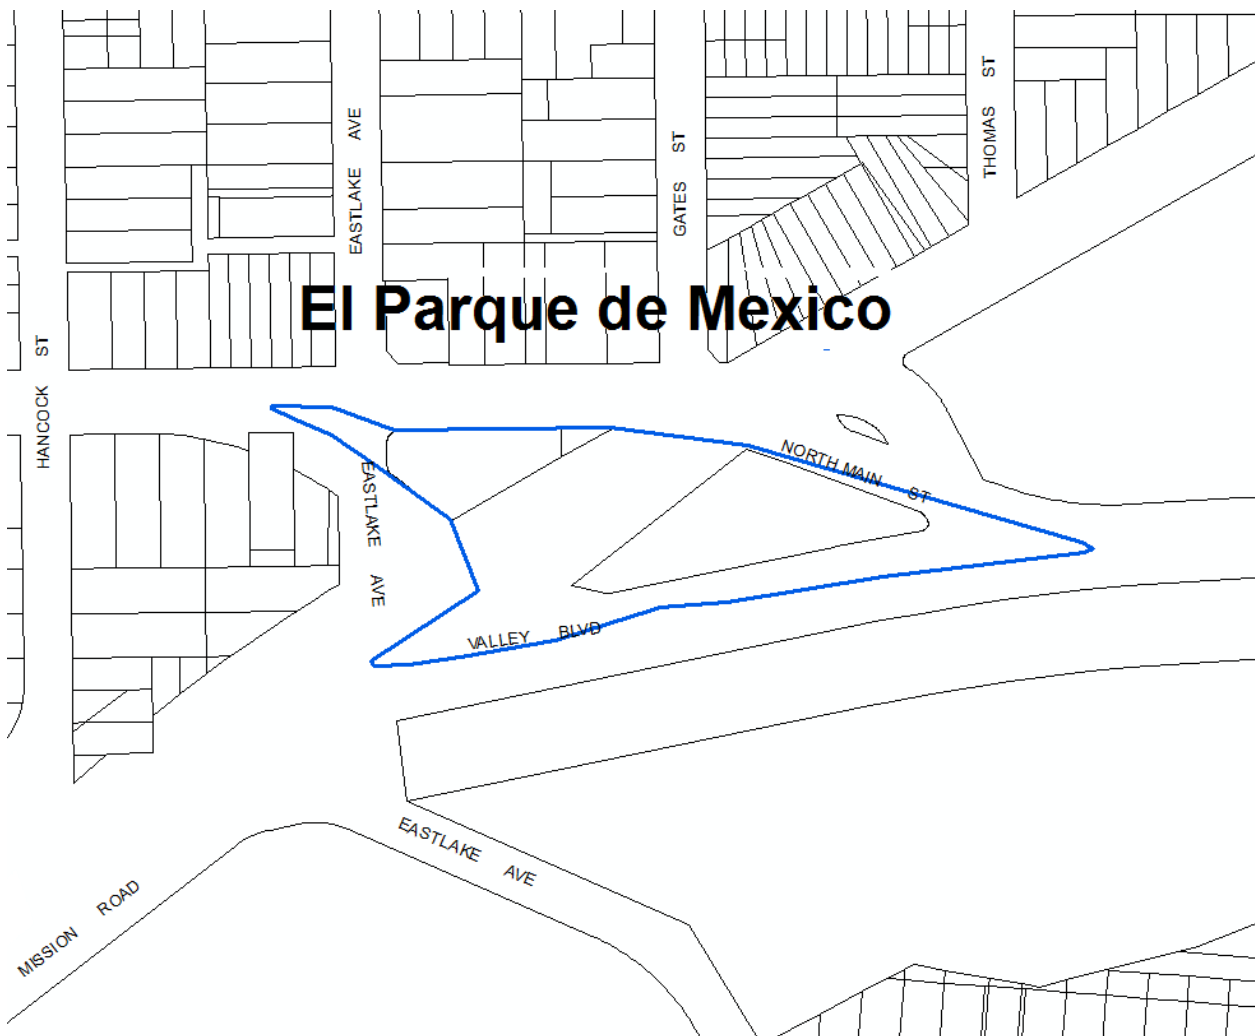 THOMAS ST
EASTLAKE AVE
GATES ST
El Parque de Mexico
HANCOCK ST
NORTH MAIN ST
EASTLAKE AVE
VALLEY BLVD
EASTLAKE AVE
MISSION ROAD